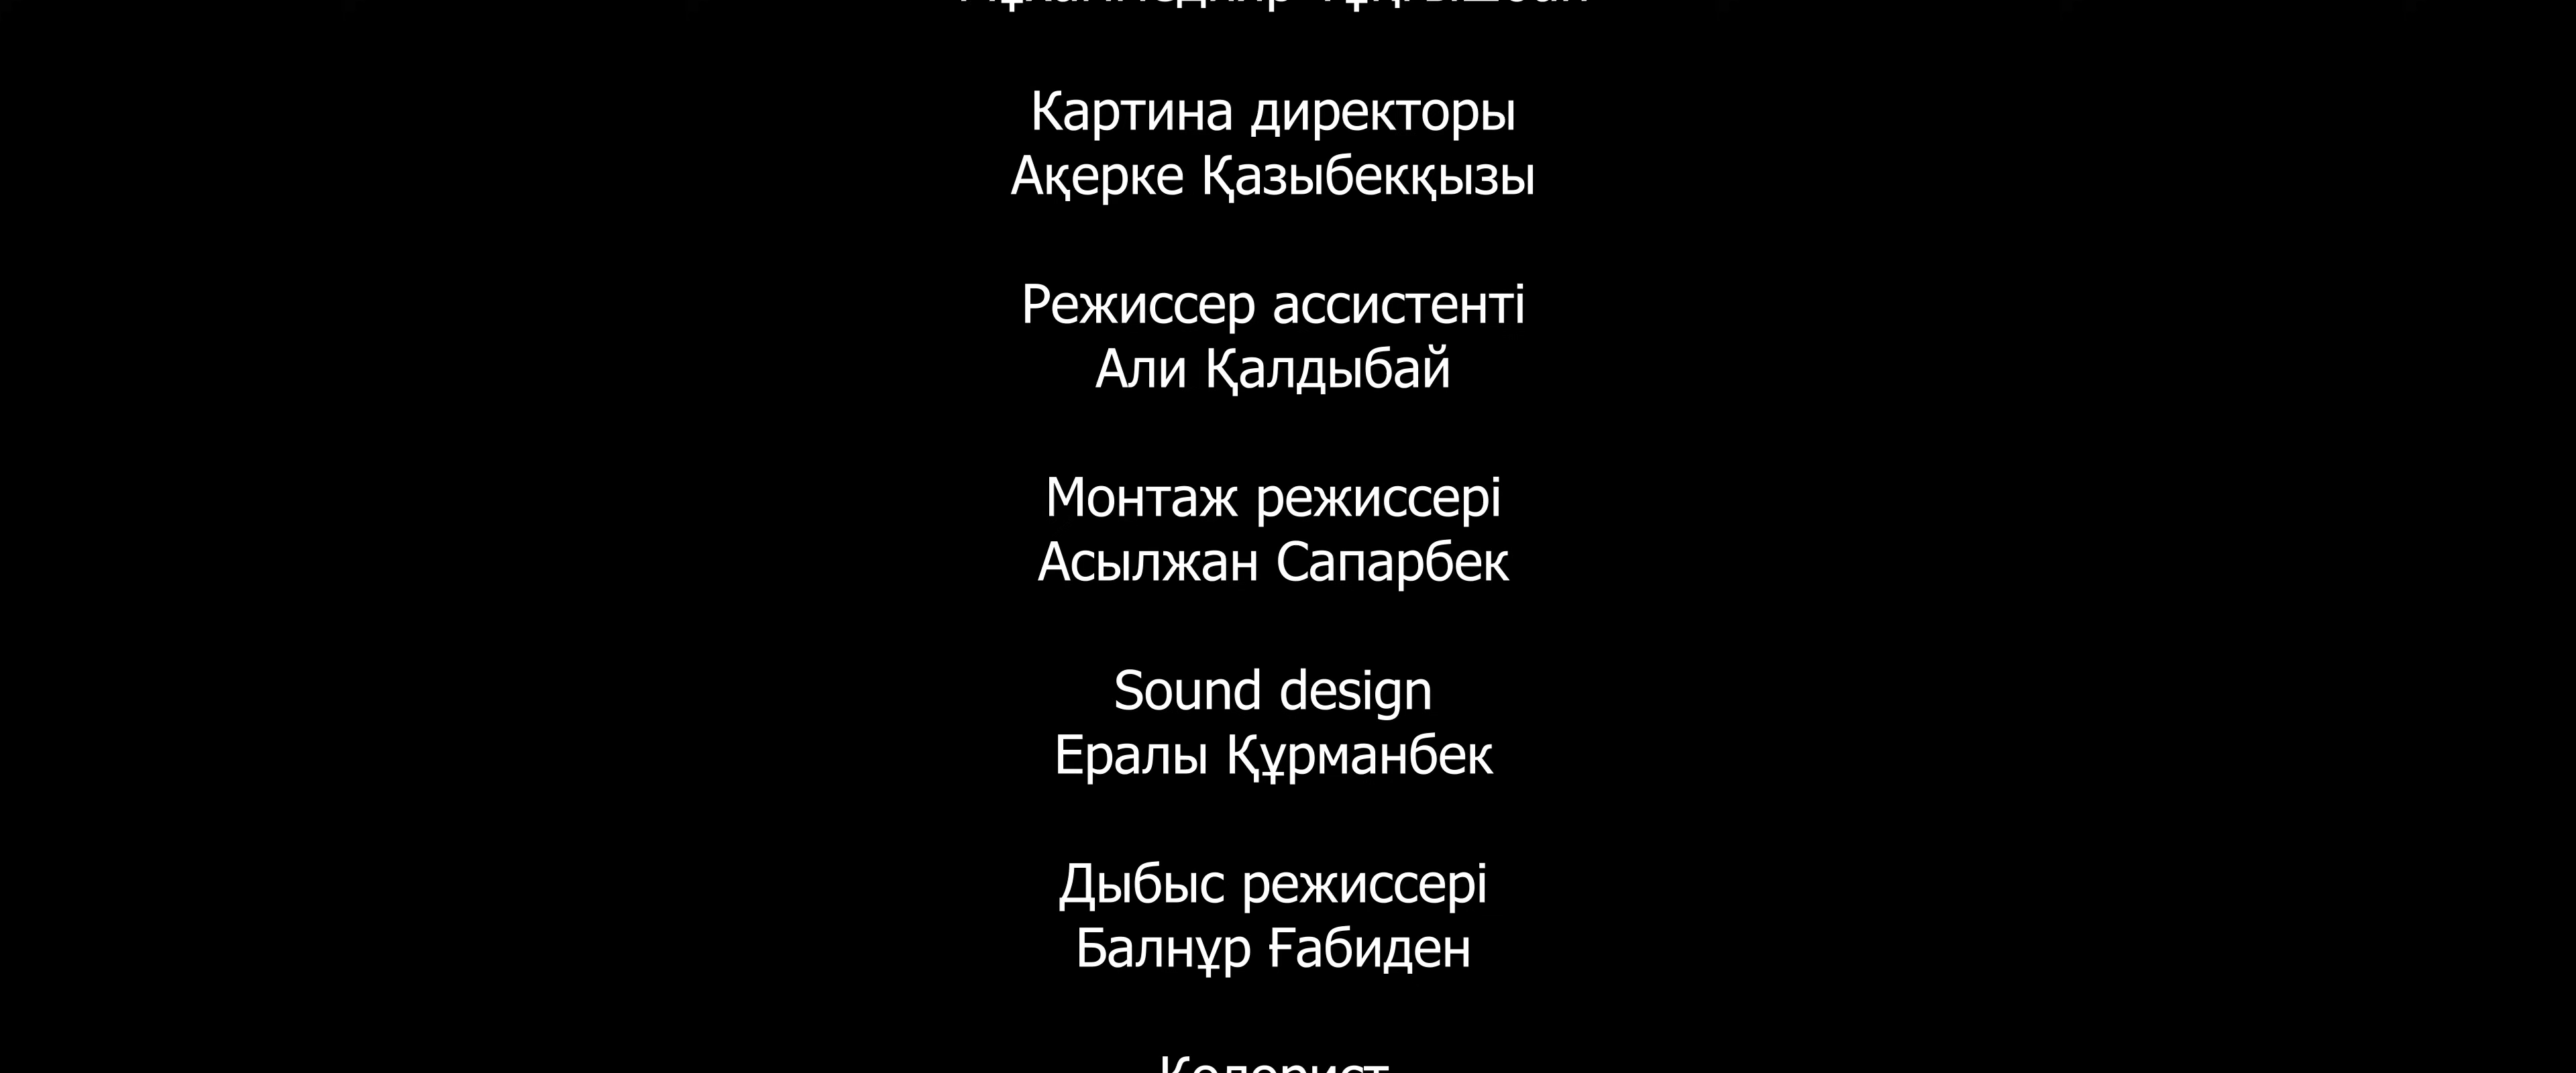 Картина директоры
Ақерке Қазыбекқызы
Режиссер ассистенті
Али Қалдыбай
Монтаж режиссері
Асылжан Сапарбек
Sound design
Ералы Құрманбек
Дыбыс режиссері
Балнұр Ғабиден
Колорист